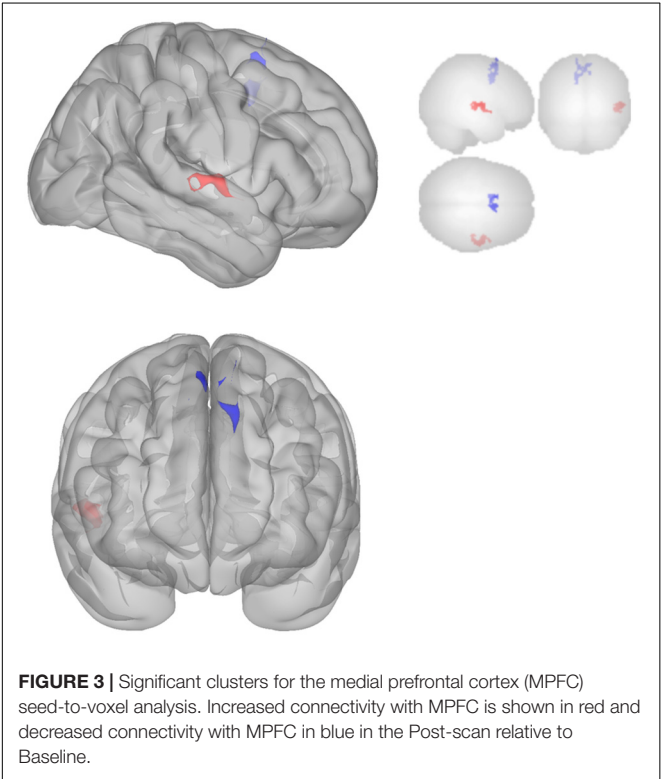 FIGURE 3 | Significant clusters for the medial prefrontal cortex (MPFC)
seed-to-voxel analysis. Increased connectivity with MPFC is shown in red and
decreased connectivity with MPFC in blue in the Post-scan relative to
Baseline.